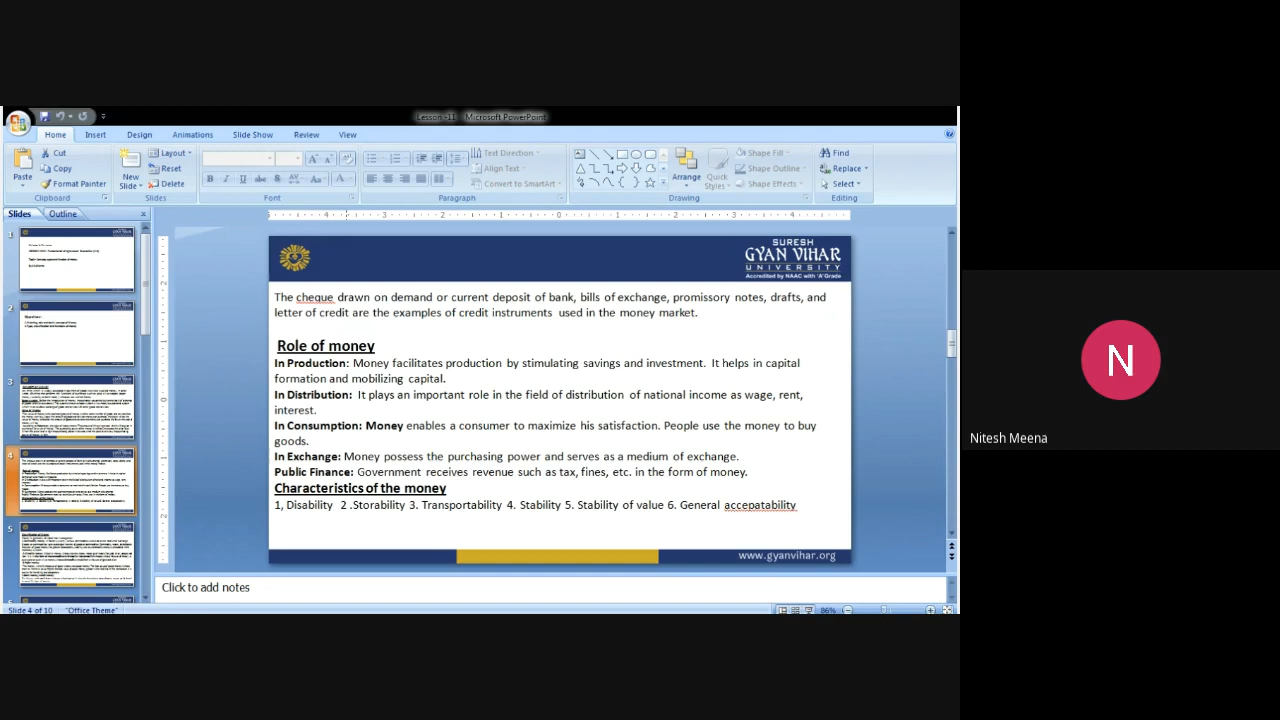 Lesson -11 Microsoft PowerPoint
Home Insert Design Animations Slide Show Review View
Cut
Copy
Format Painter
Paste
Clipboard
New
Slide
Layout
Reset
Delete
Slides
Font
Text Direction
Align Text
Convert to SmartArt
Paragraph
Arrange
Quick
Styles
Shape Fill
Shape Outline
Shape Effects
Drawing
Find
Replace
Select
Editing
Slides Outline
SURESH
GYAN VIHAR
UNIVERSITY
Accredited by NAAC with 'A' Grade
The cheque drawn on demand or current deposit of bank, bills of exchange, promissory notes, drafts, and
letter of credit are the examples of credit instruments used in the money market.
Role of money
In Production: Money facilitates production by stimulating savings and investment. It helps in capital
formation and mobilizing capital.
In Distribution: It plays an important role in the field of distribution of national income as wage, rent,
interest.
In Consumption: Money enables a consumer to maximize his satisfaction. People use the money to buy
goods.
In Exchange: Money possess the purchasing power and serves as a medium of exchange.
Public Finance: Government receives revenue such as tax, fines, etc. in the form of money.
Characteristics of the money
1, Disability 2 .Storability 3. Transportability 4. Stability 5. Stability of value 6. General accepatability
www.gyanvihar.org
Click to add notes
Slide 4 of 10 "Office Theme" 86%
N
Nitesh Meena